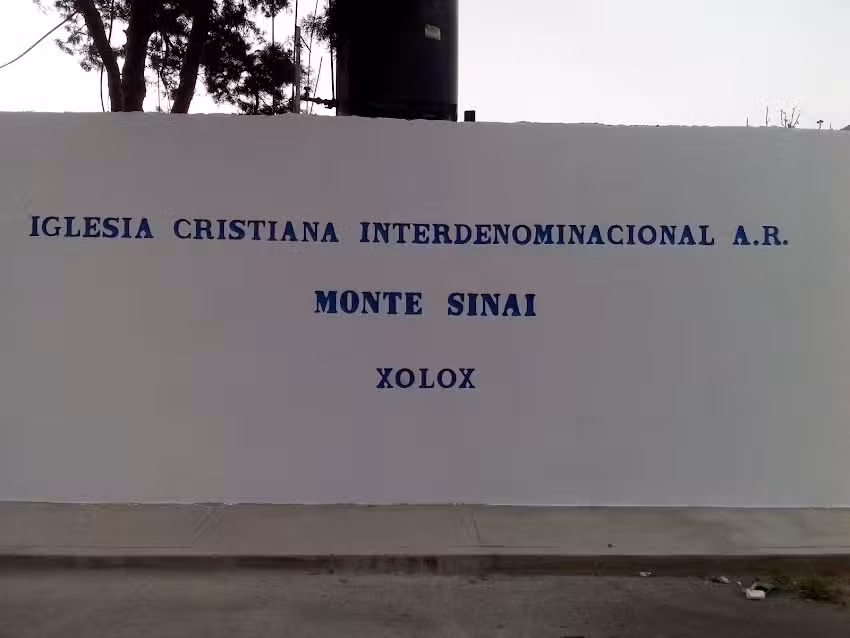 IGLESIA CRISTIANA INTERDENOMINACIONAL A.R.
MONTE SINAI
XOLOX